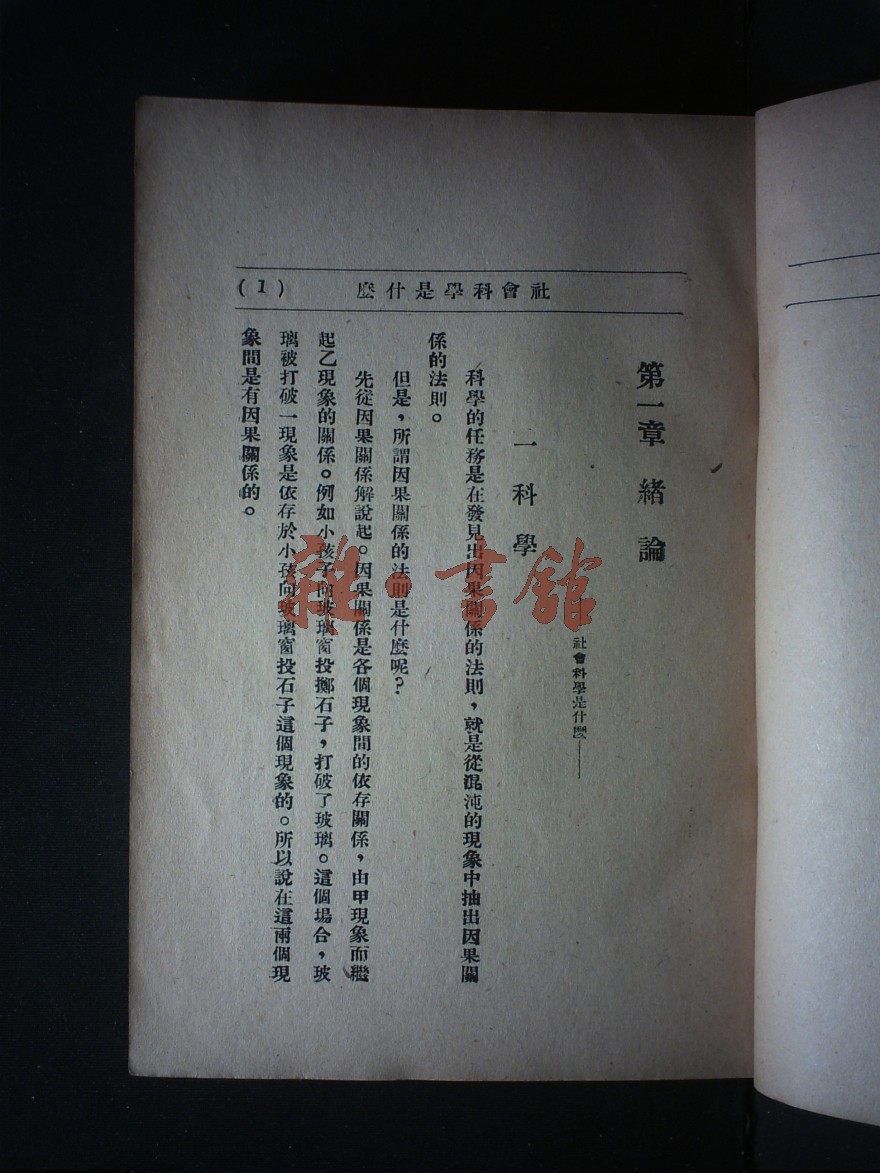 社會科學是什麼
(1)
第一章 緒論
——社會科學是什麼——
一 科學
科學的任務是在發見出因果關係的法則，就是從混沌的現象中抽出因果關
係的法則。
但是，所謂因果關係的法則是什麼呢？
先從因果關係解說起。因果關係是各個現象間的依存關係，由甲現象而繼
起乙現象的關係。例如小孩子向玻璃窗投擲石子，打破了玻璃。這個場合，玻
璃被打破一現象是依存於小孩向玻璃窗投石子這個現象的。所以說在這兩個現
象間是有因果關係的。
雜·書館